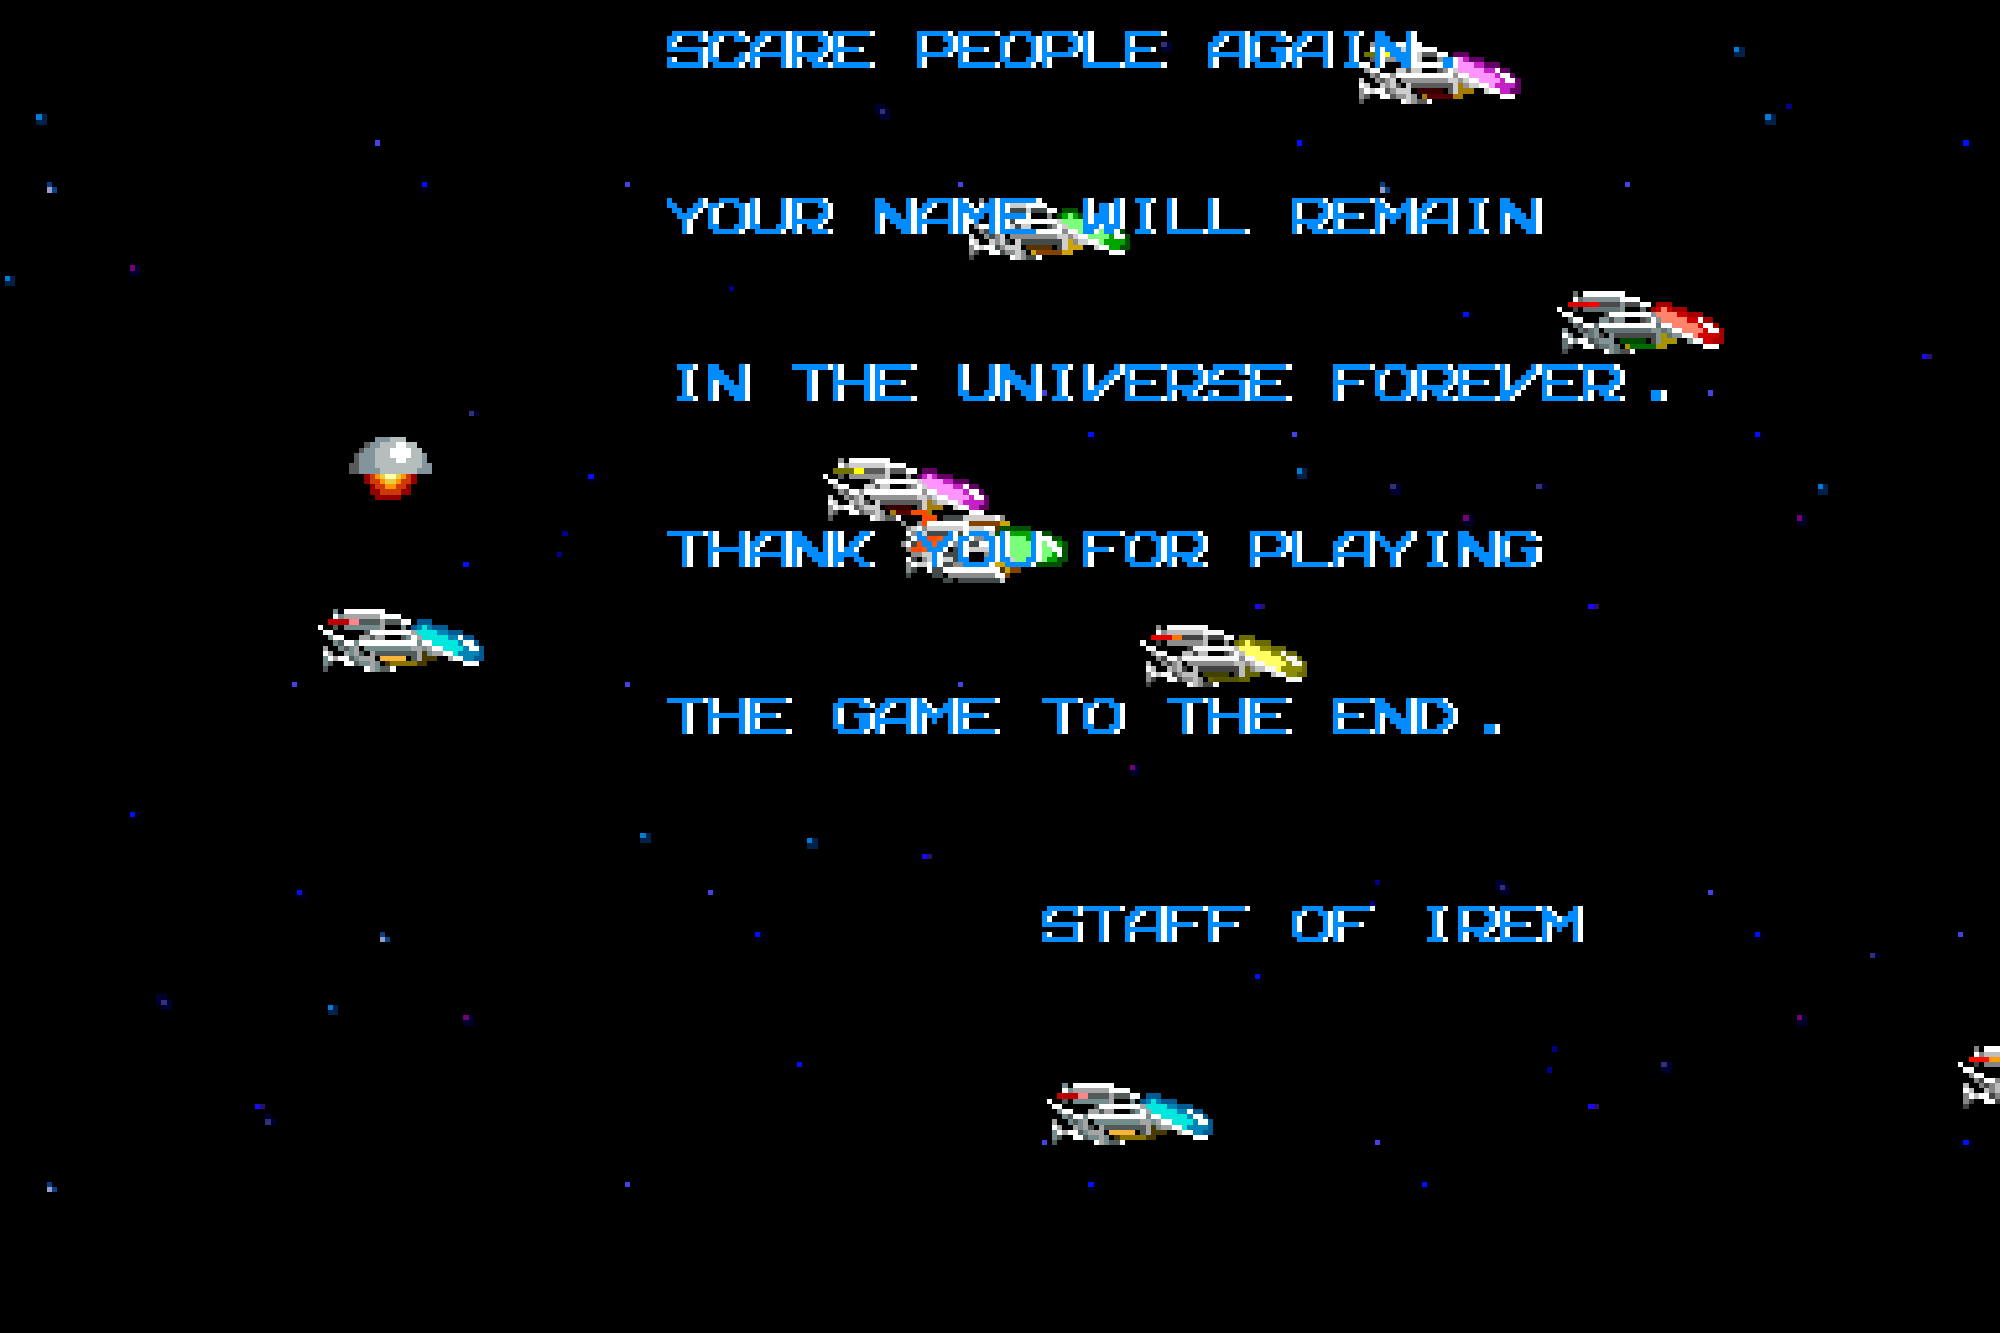 SCARE PEOPLE AGAIN.
YOUR NAME WILL REMAIN
IN THE UNIVERSE FOREVER.
THANK YOU FOR PLAYING
THE GAME TO THE END.
STAFF OF IREM